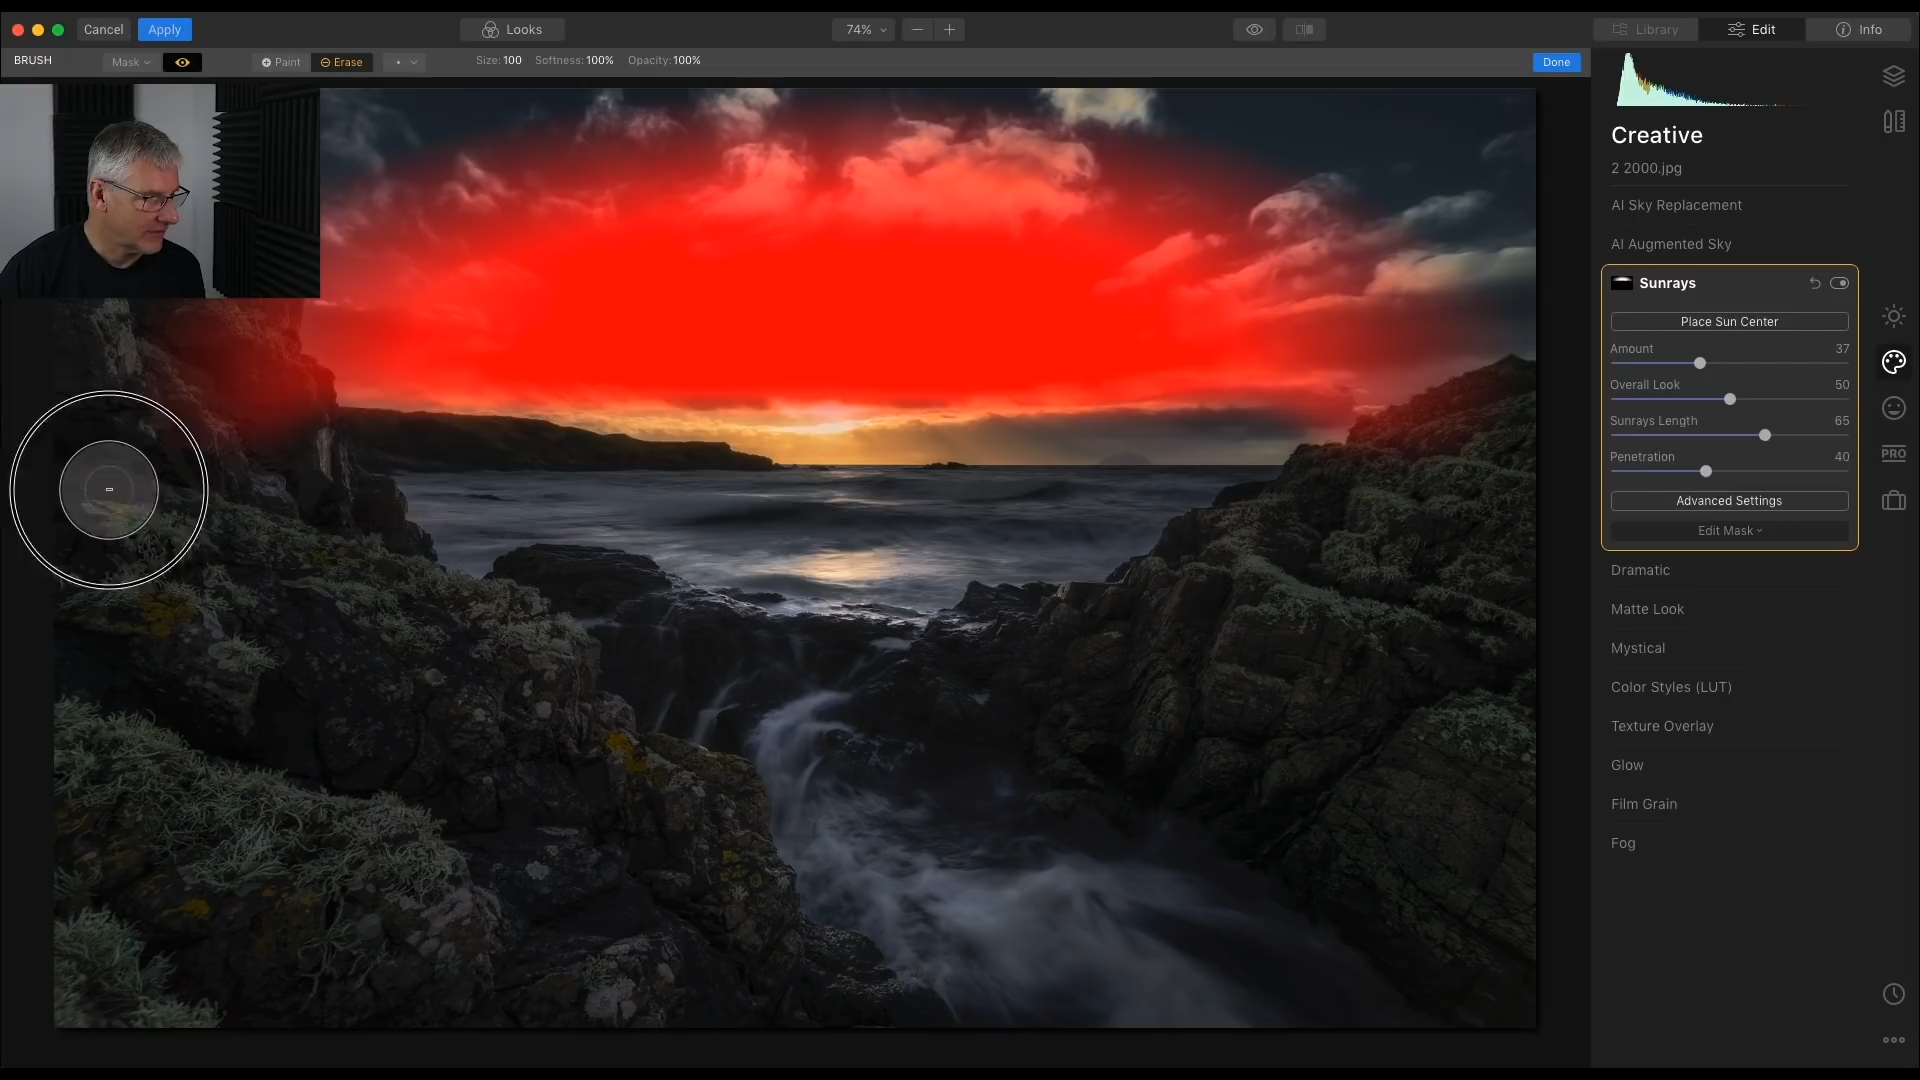 Cancel Apply Looks 74% Library Edit Info
BRUSH Mask Paint Erase Size: 100 Softness: 100% Opacity: 100% Done
Creative
2 2000.jpg
AI Sky Replacement
AI Augmented Sky
Sunrays
Place Sun Center
Amount 37
Overall Look 50
Sunrays Length 65
Penetration 40
Advanced Settings
Edit Mask
PRO
Dramatic
Matte Look
Mystical
Color Styles (LUT)
Texture Overlay
Glow
Film Grain
Fog